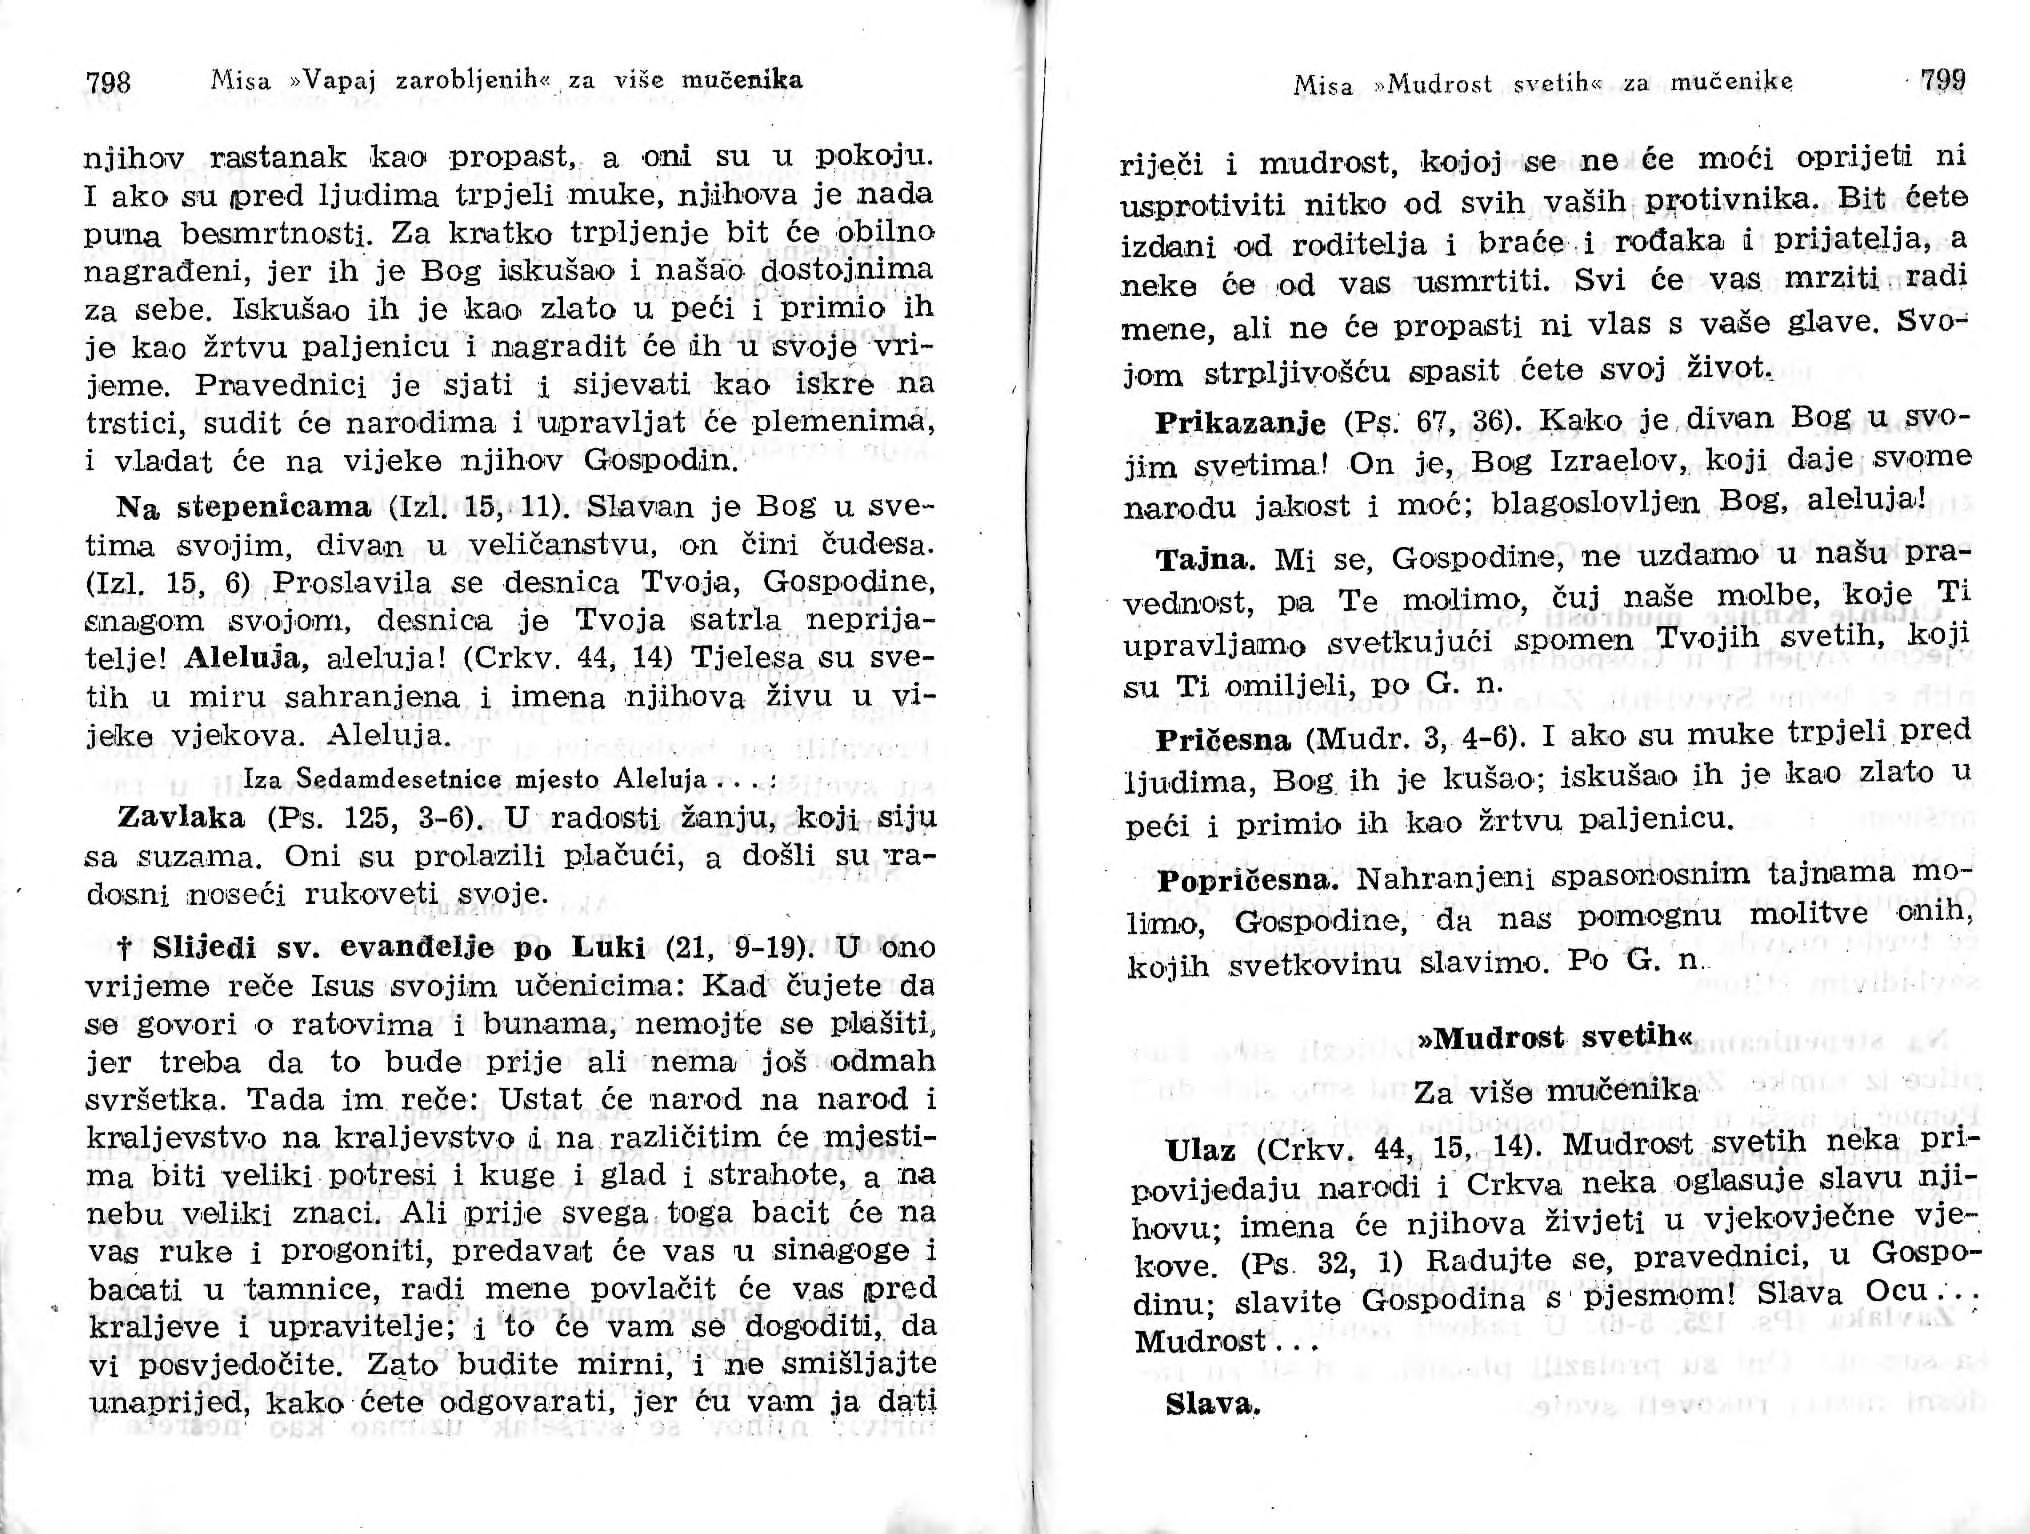 798 Misa »Vapaj zarobljenih« za više mučenika
njihov rastanak kao propast, a oni su u pokoju.
I ako su pred ljudima trpjeli muke, njihova je nada
puna besmrtnosti. Za kratko trpljenje bit će obilno
nagrađeni, jer ih je Bog iskušao i našao dostojnima
za sebe. Iskušao ih je kao zlato u peći i primio ih
je kao žrtvu paljenicu i nagradit će ih u svoje vri-
jeme. Pravednici je sjati i sijevati kao iskre na
trstici, sudit će narodima i upravljat će plemenima,
i vladat će na vijeke njihov Gospodin.
Na stepenicama (Izl. 15, 11). Slavan je Bog u sve-
tima svojim, divan u veličanstvu, on čini čudesa.
(Izl. 15, 6) Proslavila se desnica Tvoja, Gospodine,
snagom svojom, desnica je Tvoja satrla neprija-
telje! Aleluja, aleluja! (Crkv. 44, 14) Tjelesa su sve-
tih u miru sahranjena i imena njihova živu u vi-
jeke vjekova. Aleluja.
Iza Sedamdesetnice mjesto Aleluja . . . :
Zavlaka (Ps. 125, 3-6). U radosti žanju, koji siju
sa suzama. Oni su prolazili plačući, a došli su ra-
dosni noseći rukoveti svoje.
† Slijedi sv. evanđelje po Luki (21, 9-19). U ono
vrijeme reče Isus svojim učenicima: Kad čujete da
se govori o ratovima i bunama, nemojte se plašiti,
jer treba da to bude prije ali nema još odmah
svršetka. Tada im reče: Ustat će narod na narod i
kraljevstvo na kraljevstvo i na različitim će mjesti-
ma biti veliki potresi i kuge i glad i strahote, a na
nebu veliki znaci. Ali prije svega toga bacit će na
vas ruke i progoniti, predavat će vas u sinagoge i
bacati u tamnice, radi mene povlačit će vas pred
kraljeve i upravitelje; i to će vam se dogoditi, da
vi posvjedočite. Zato budite mirni, i ne smišljajte
unaprijed, kako ćete odgovarati, jer ću vam ja dati
Misa »Mudrost svetih« za mučenike 799
riječi i mudrost, kojoj se ne će moći oprijeti ni
usprotiviti nitko od svih vaših protivnika. Bit ćete
izdani od roditelja i braće i rođaka i prijatelja, a
neke će od vas usmrtiti. Svi će vas mrziti radi
mene, ali ne će propasti ni vlas s vaše glave. Svo-
jom strpljivošću spasit ćete svoj život.
Prikazanje (Ps. 67, 36). Kako je divan Bog u svo-
jim svetima! On je, Bog Izraelov, koji daje svome
narodu jakost i moć; blagoslovljen Bog, aleluja!
Tajna. Mi se, Gospodine, ne uzdamo u našu pra-
vednost, pa Te molimo, čuj naše molbe, koje Ti
upravljamo svetkujući spomen Tvojih svetih, koji
su Ti omiljeli, po G. n.
Pričesna (Mudr. 3, 4-6). I ako su muke trpjeli pred
ljudima, Bog ih je kušao; iskušao ih je kao zlato u
peći i primio ih kao žrtvu paljenicu.
Popričesna. Nahranjeni spasonosnim tajnama mo-
limo, Gospodine, da nas pomognu molitve onih,
kojih svetkovinu slavimo. Po G. n.
»Mudrost svetih«
Za više mučenika
Ulaz (Crkv. 44, 15, 14). Mudrost svetih neka pri-
povijedaju narodi i Crkva neka oglasuje slavu nji-
hovu; imena će njihova živjeti u vjekovječne vje-
kove. (Ps. 32, 1) Radujte se, pravednici, u Gospo-
dinu; slavite Gospodina s pjesmom! Slava Ocu . . .
Mudrost . . .
Slava.